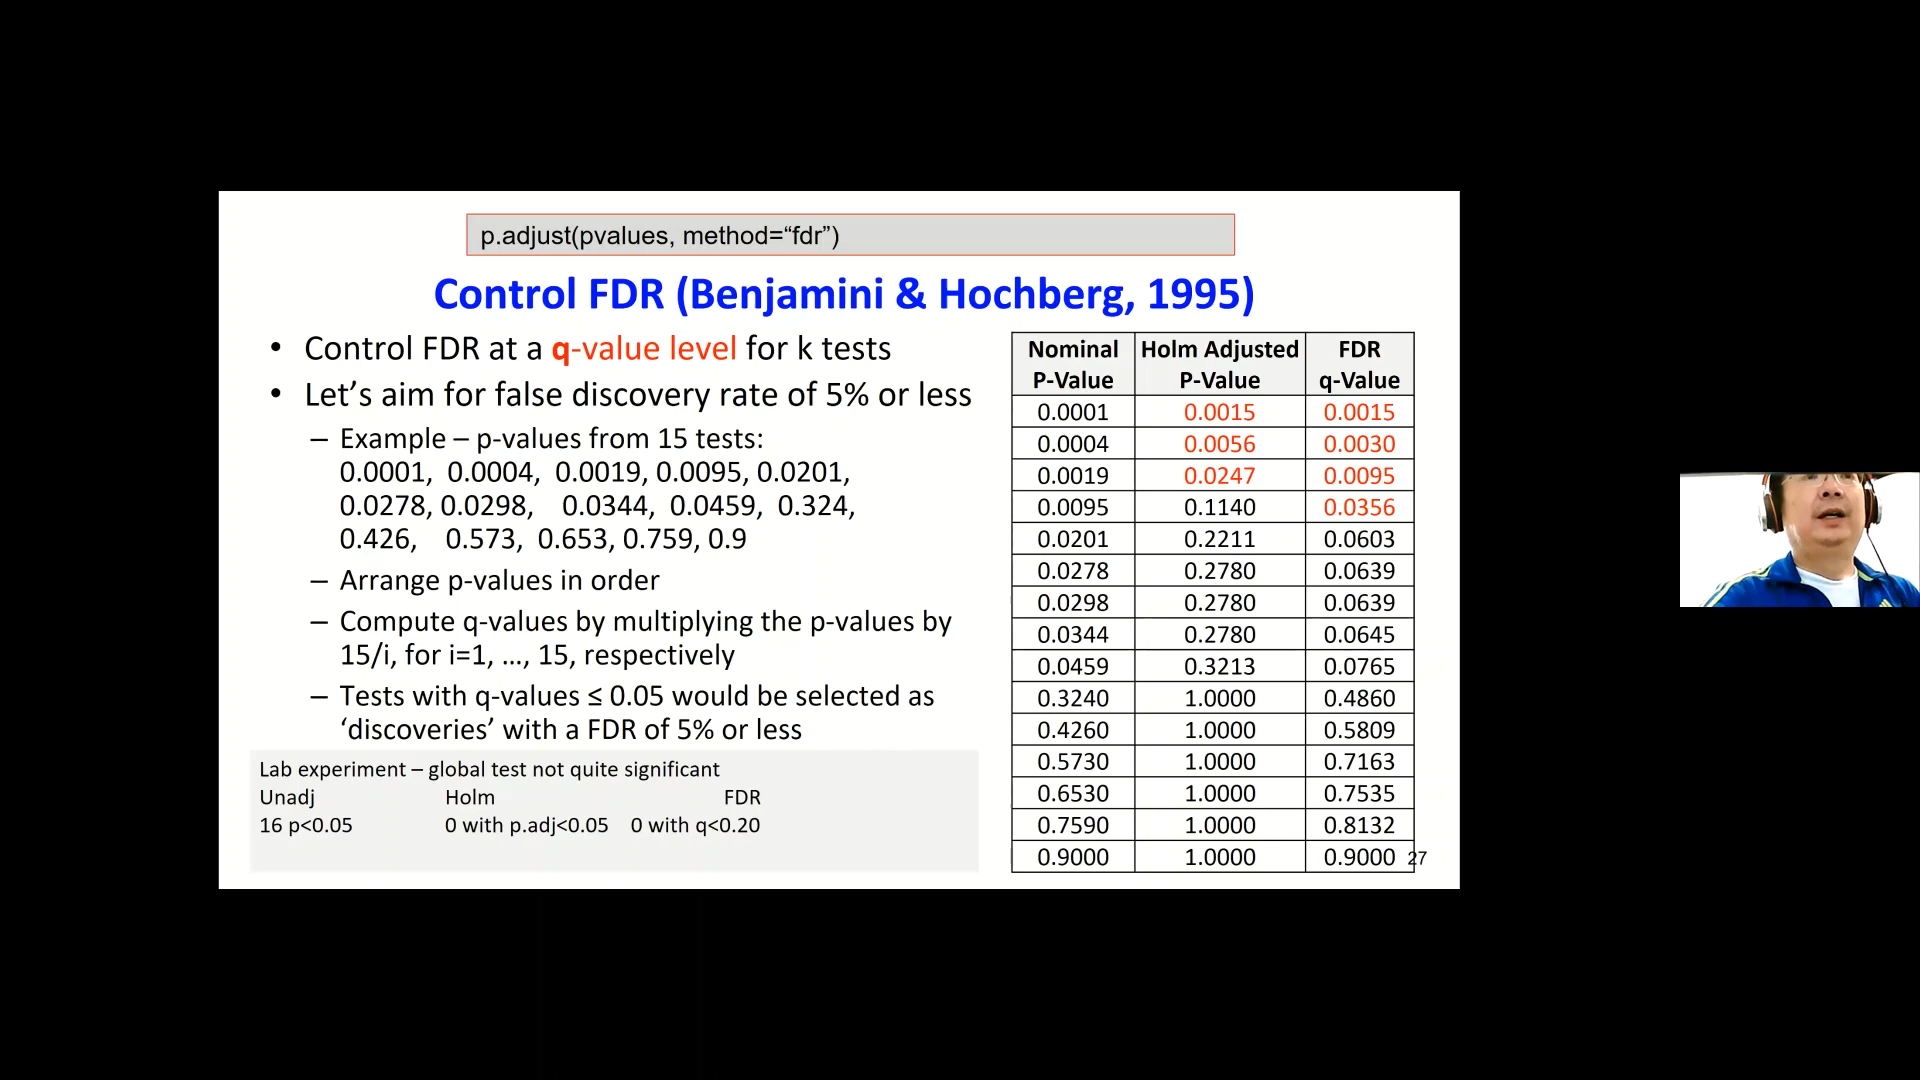 p.adjust(pvalues, method=“fdr”)
Control FDR (Benjamini & Hochberg, 1995)
• Control FDR at a q-value level for k tests
• Let’s aim for false discovery rate of 5% or less
– Example – p-values from 15 tests:
0.0001, 0.0004, 0.0019, 0.0095, 0.0201,
0.0278, 0.0298, 0.0344, 0.0459, 0.324,
0.426, 0.573, 0.653, 0.759, 0.9
– Arrange p-values in order
– Compute q-values by multiplying the p-values by
15/i, for i=1, …, 15, respectively
– Tests with q-values ≤ 0.05 would be selected as
‘discoveries’ with a FDR of 5% or less
Lab experiment – global test not quite significant
Unadj Holm FDR
16 p<0.05 0 with p.adj<0.05 0 with q<0.20
Nominal Holm Adjusted FDR
P-Value P-Value q-Value
0.0001 0.0015 0.0015
0.0004 0.0056 0.0030
0.0019 0.0247 0.0095
0.0095 0.1140 0.0356
0.0201 0.2211 0.0603
0.0278 0.2780 0.0639
0.0298 0.2780 0.0639
0.0344 0.2780 0.0645
0.0459 0.3213 0.0765
0.3240 1.0000 0.4860
0.4260 1.0000 0.5809
0.5730 1.0000 0.7163
0.6530 1.0000 0.7535
0.7590 1.0000 0.8132
0.9000 1.0000 0.9000
27